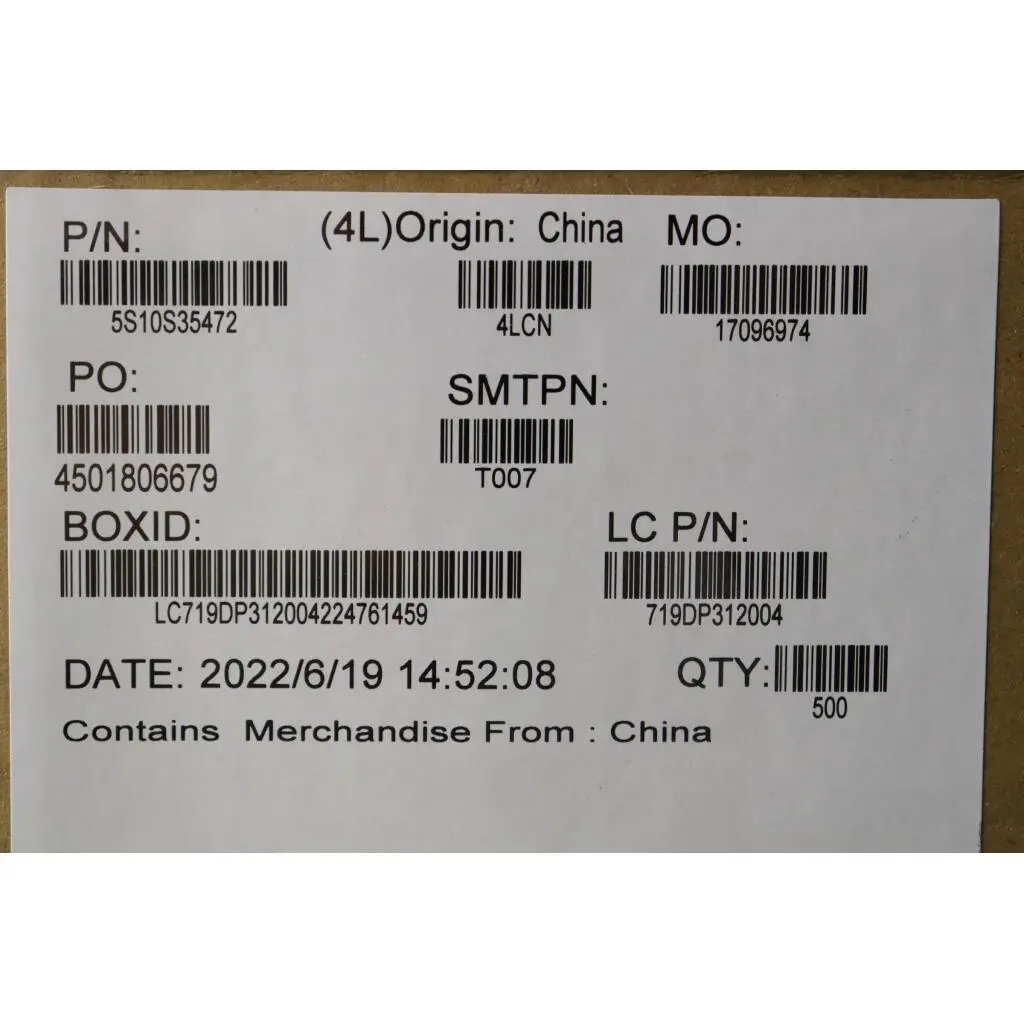 P/N: (4L)Origin: China MO:
5S10S35472 4LCN 17096974
PO: SMTPN:
4501806679 T007
BOXID: LC P/N:
LC719DP312004224761459 719DP312004
DATE: 2022/6/19 14:52:08 QTY:
500
Contains Merchandise From : China